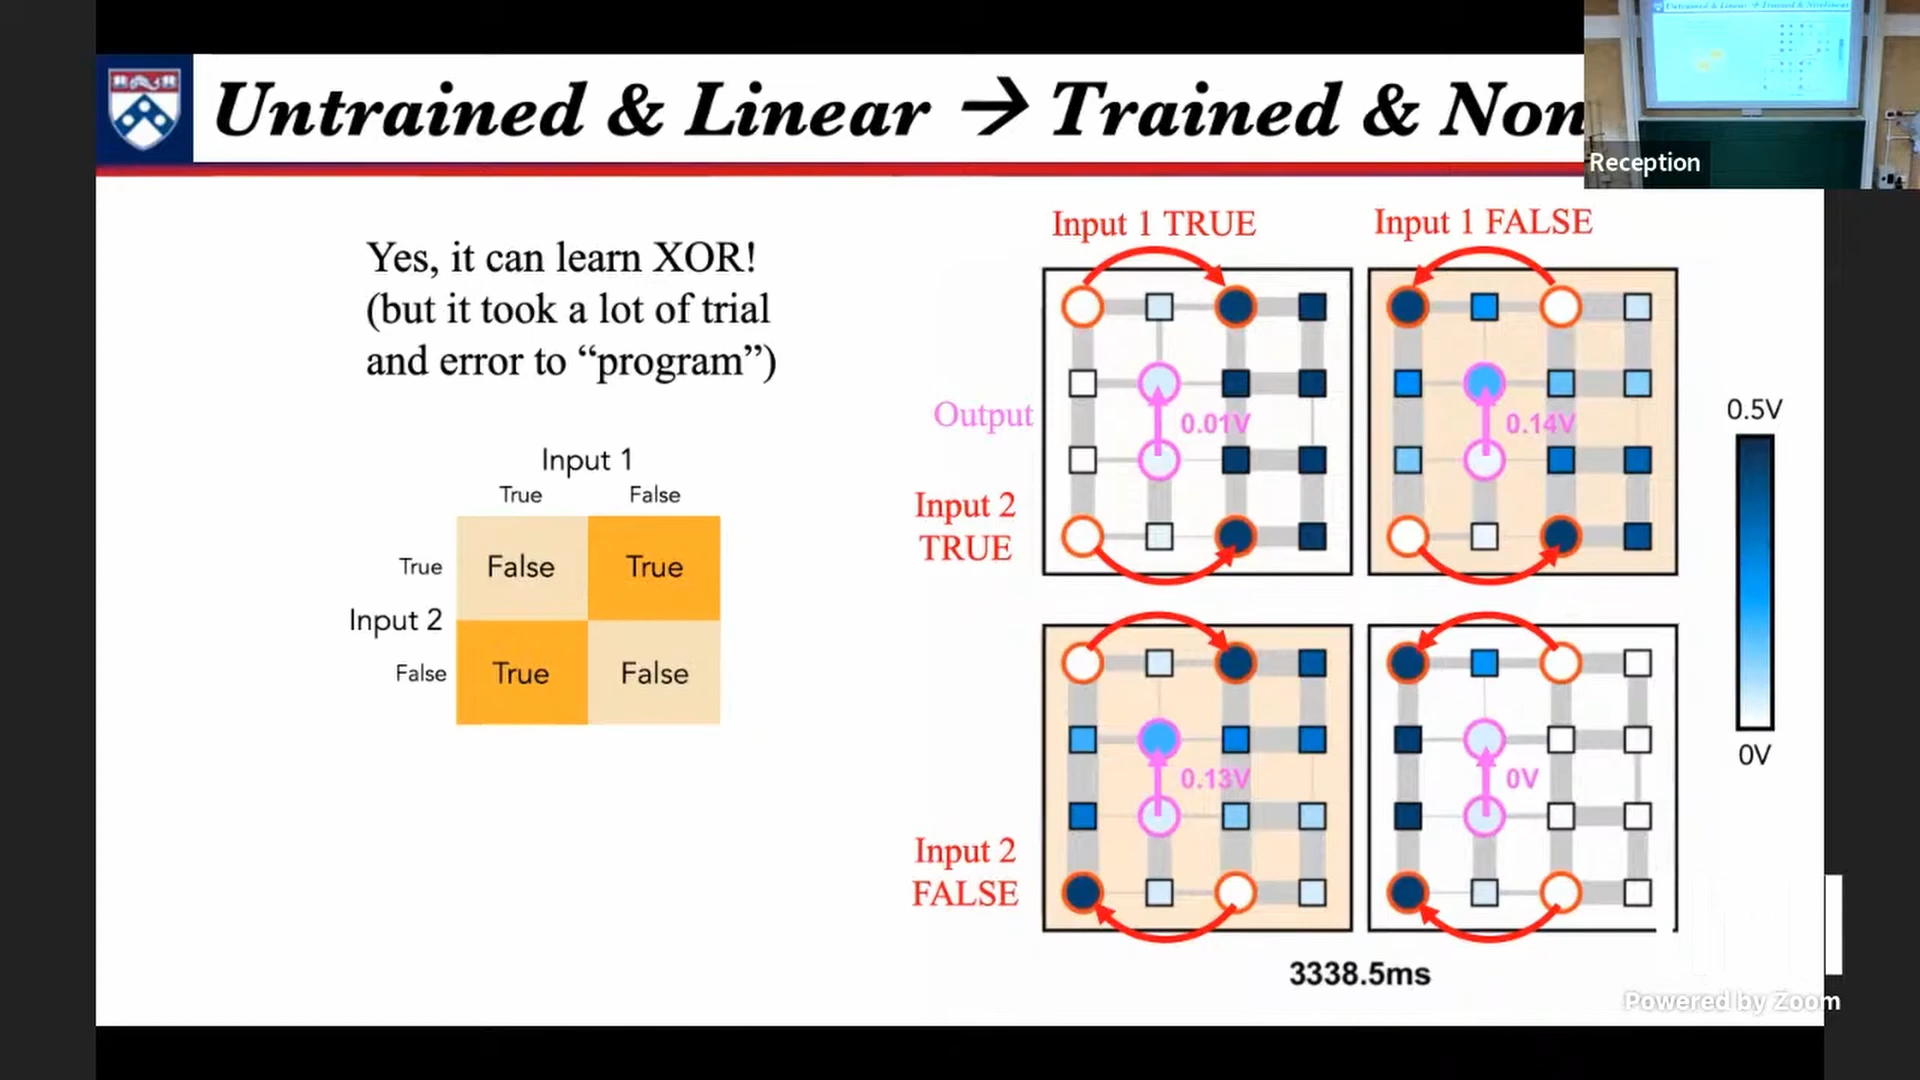 Untrained & Linear → Trained & Non
Reception
Yes, it can learn XOR!
(but it took a lot of trial
and error to “program”)
Input 1
True False
True False True
Input 2
False True False
Input 1 TRUE Input 1 FALSE
Output 0.01V 0.14V
Input 2
TRUE
0.13V 0V
Input 2
FALSE
3338.5ms
0.5V
0V
Powered by Zoom